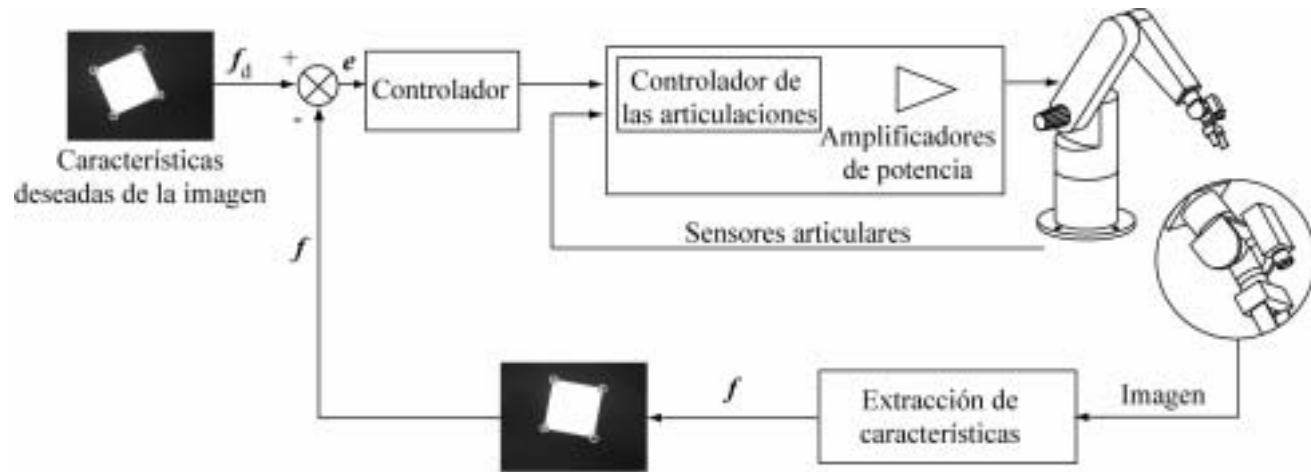 f_d
+
e
-
Controlador
Controlador de
las articulaciones
Amplificadores
de potencia
Características
deseadas de la imagen
Sensores articulares
f
f
Extracción de
características
Imagen